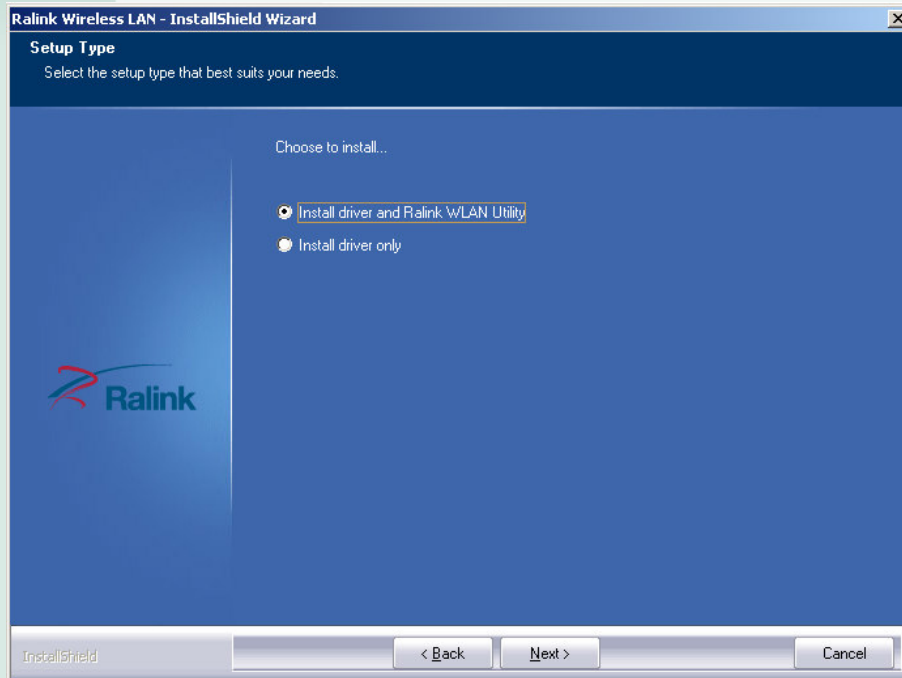 Ralink Wireless LAN - InstallShield Wizard
Setup Type
Select the setup type that best suits your needs.
Choose to install...
Install driver and Ralink WLAN Utility
Install driver only
Ralink
InstallShield
< Back
Next >
Cancel